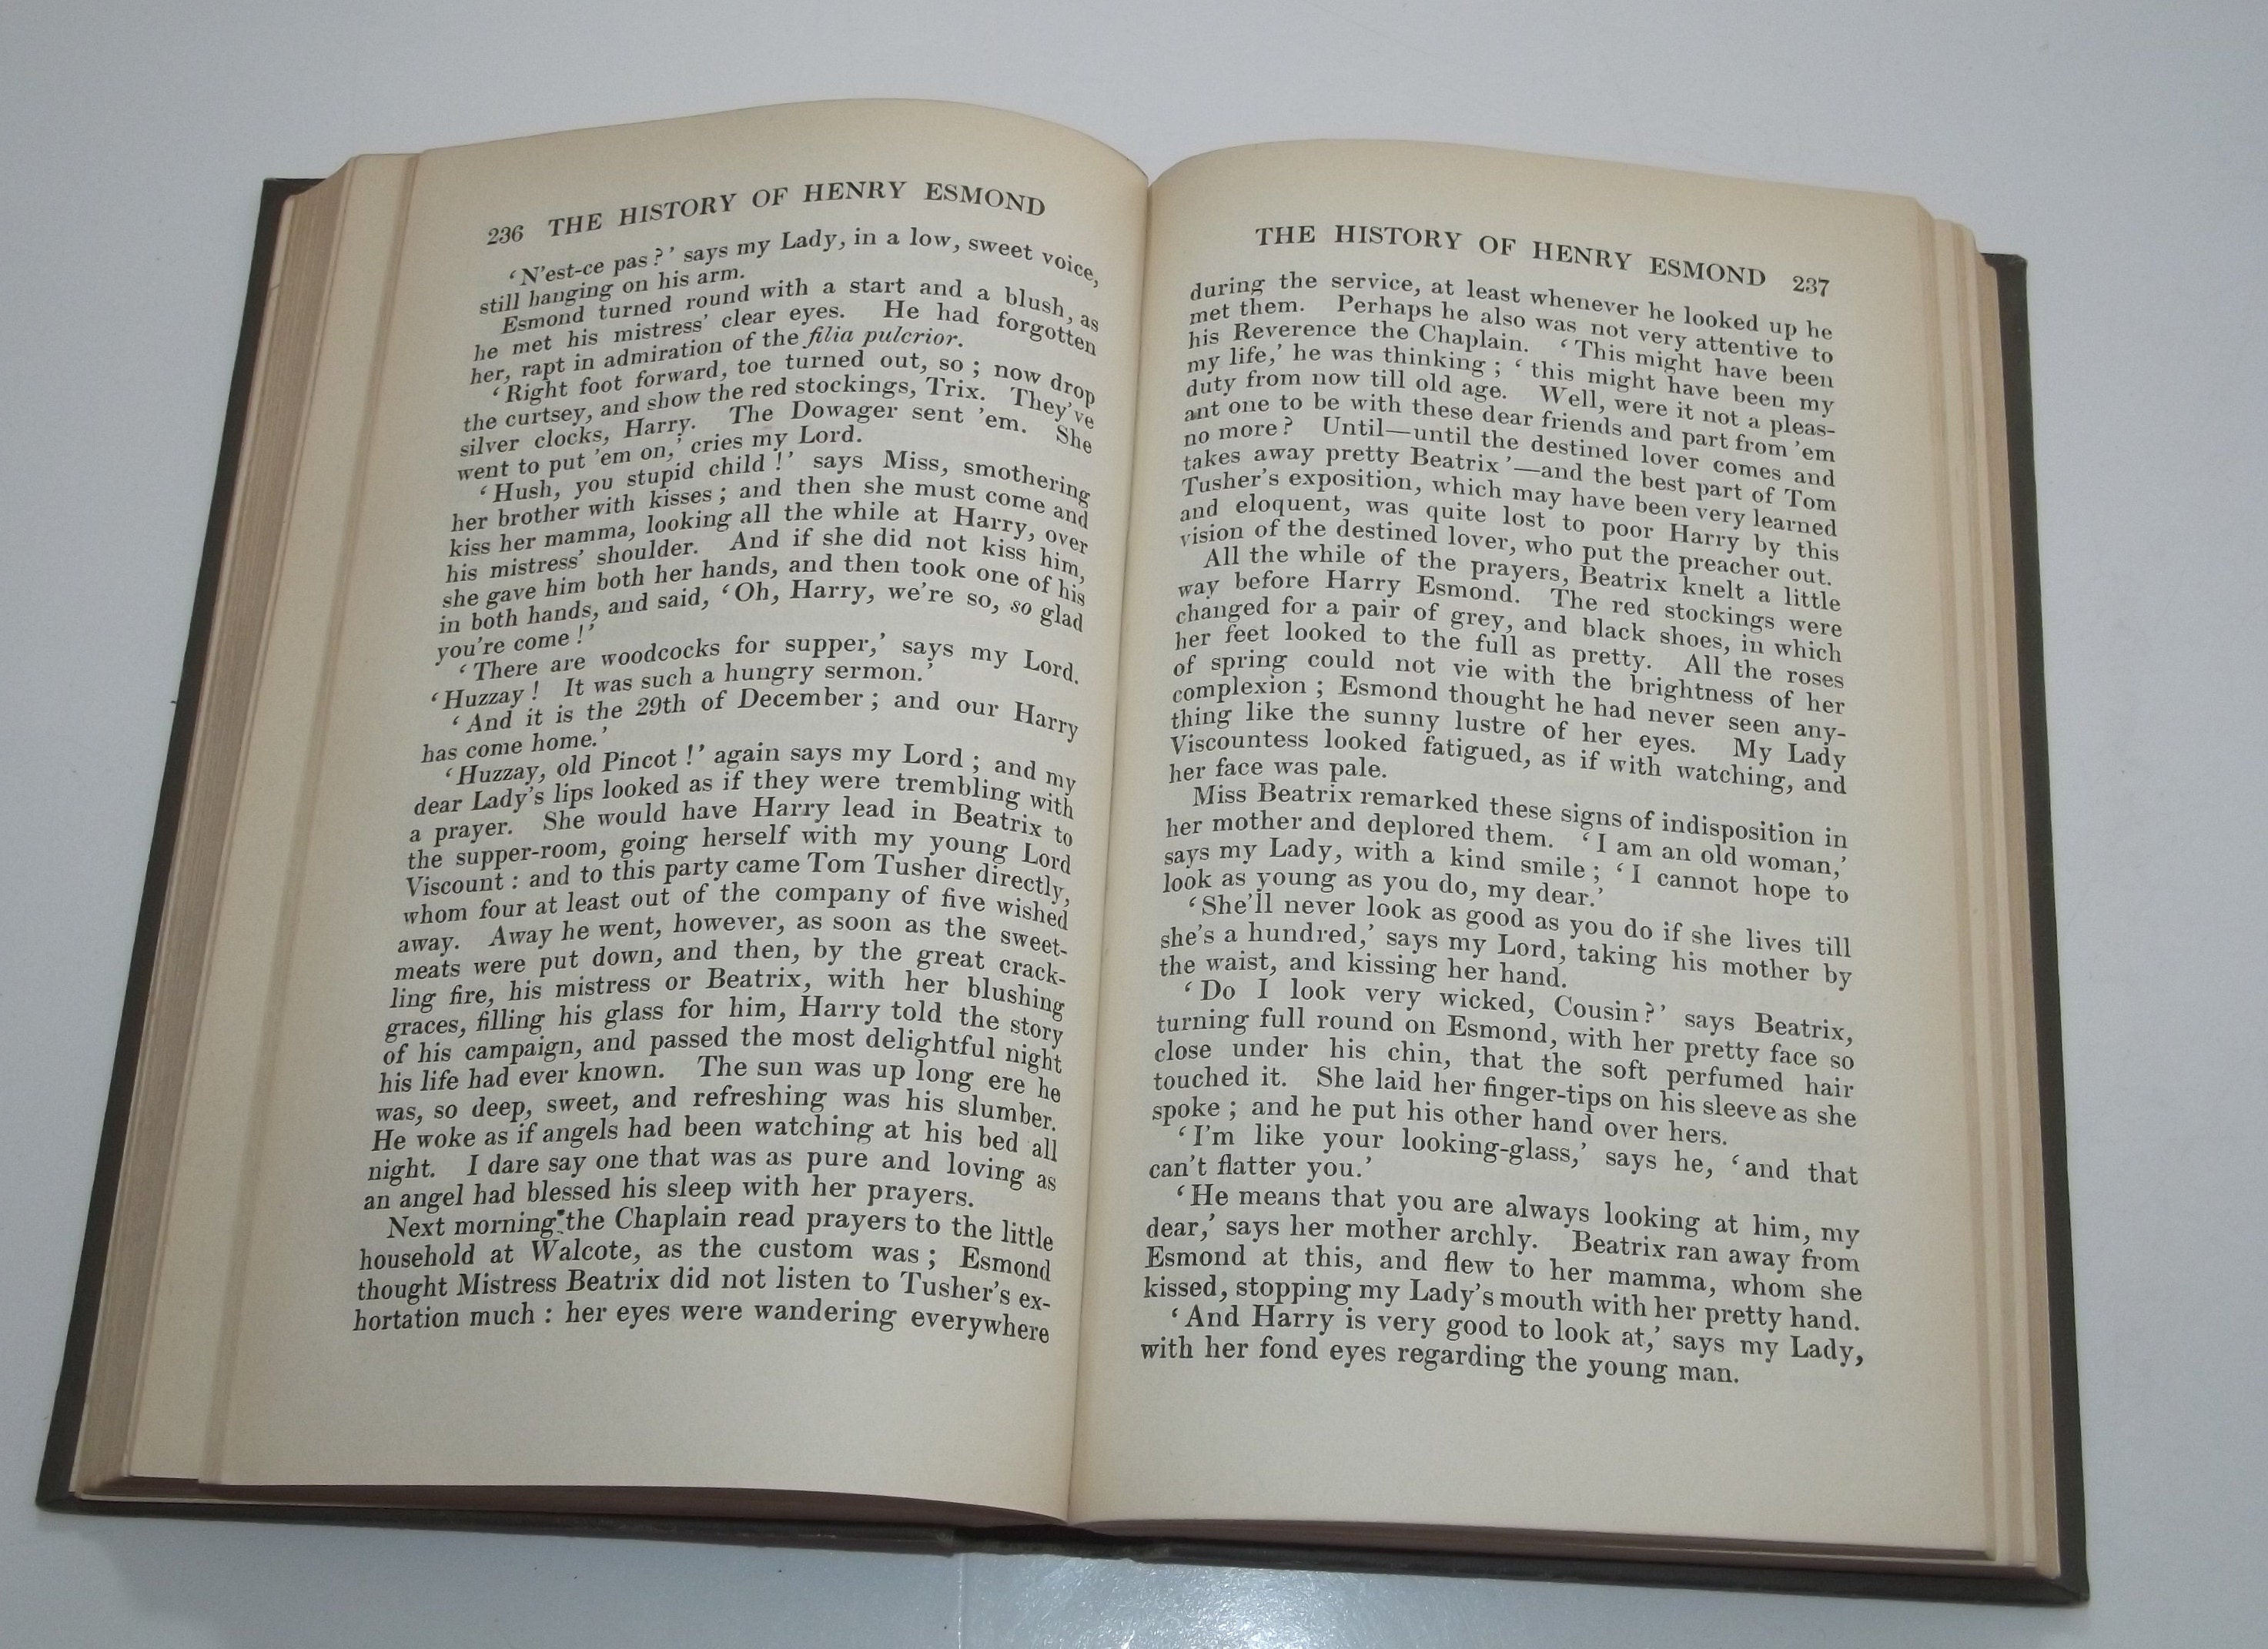 236 THE HISTORY OF HENRY ESMOND
‘N'est-ce pas?’ says my Lady, in a low, sweet voice,
still hanging on his arm.
Esmond turned round with a start and a blush, as
he met his mistress' clear eyes. He had forgotten
her, rapt in admiration of the filia pulcrior.
‘Right foot forward, toe turned out, so; now drop
the curtsey, and show the red stockings, Trix. They've
silver clocks, Harry. The Dowager sent 'em. She
went to put 'em on,’ cries my Lord.
‘Hush, you stupid child!’ says Miss, smothering
her brother with kisses; and then she must come and
kiss her mamma, looking all the while at Harry, over
his mistress' shoulder. And if she did not kiss him,
she gave him both her hands, and then took one of his
in both hands, and said, ‘Oh, Harry, we're so, so glad
you're come!’
‘There are woodcocks for supper,’ says my Lord.
‘Huzzay! It was such a hungry sermon.’
‘And it is the 29th of December; and our Harry
has come home.’
‘Huzzay, old Pincot!’ again says my Lord; and my
dear Lady's lips looked as if they were trembling with
a prayer. She would have Harry lead in Beatrix to
the supper-room, going herself with my young Lord
Viscount: and to this party came Tom Tusher directly,
whom four at least out of the company of five wished
away. Away he went, however, as soon as the sweet-
meats were put down, and then, by the great crack-
ling fire, his mistress or Beatrix, with her blushing
graces, filling his glass for him, Harry told the story
of his campaign, and passed the most delightful night
his life had ever known. The sun was up long ere he
was, so deep, sweet, and refreshing was his slumber.
He woke as if angels had been watching at his bed all
night. I dare say one that was as pure and loving as
an angel had blessed his sleep with her prayers.
Next morning the Chaplain read prayers to the little
household at Walcote, as the custom was; Esmond
thought Mistress Beatrix did not listen to Tusher's ex-
hortation much: her eyes were wandering everywhere
THE HISTORY OF HENRY ESMOND 237
during the service, at least whenever he looked up he
met them. Perhaps he also was not very attentive to
his Reverence the Chaplain. ‘This might have been
my life,’ he was thinking; ‘this might have been my
duty from now till old age. Well, were it not a pleas-
ant one to be with these dear friends and part from 'em
no more? Until—until the destined lover comes and
takes away pretty Beatrix’—and the best part of Tom
Tusher's exposition, which may have been very learned
and eloquent, was quite lost to poor Harry by this
vision of the destined lover, who put the preacher out.
All the while of the prayers, Beatrix knelt a little
way before Harry Esmond. The red stockings were
changed for a pair of grey, and black shoes, in which
her feet looked to the full as pretty. All the roses
of spring could not vie with the brightness of her
complexion; Esmond thought he had never seen any-
thing like the sunny lustre of her eyes. My Lady
Viscountess looked fatigued, as if with watching, and
her face was pale.
Miss Beatrix remarked these signs of indisposition in
her mother and deplored them. ‘I am an old woman,’
says my Lady, with a kind smile; ‘I cannot hope to
look as young as you do, my dear.’
‘She'll never look as good as you do if she lives till
she's a hundred,’ says my Lord, taking his mother by
the waist, and kissing her hand.
‘Do I look very wicked, Cousin?’ says Beatrix,
turning full round on Esmond, with her pretty face so
close under his chin, that the soft perfumed hair
touched it. She laid her finger-tips on his sleeve as she
spoke; and he put his other hand over hers.
‘I'm like your looking-glass,’ says he, ‘and that
can't flatter you.’
‘He means that you are always looking at him, my
dear,’ says her mother archly. Beatrix ran away from
Esmond at this, and flew to her mamma, whom she
kissed, stopping my Lady's mouth with her pretty hand.
‘And Harry is very good to look at,’ says my Lady,
with her fond eyes regarding the young man.